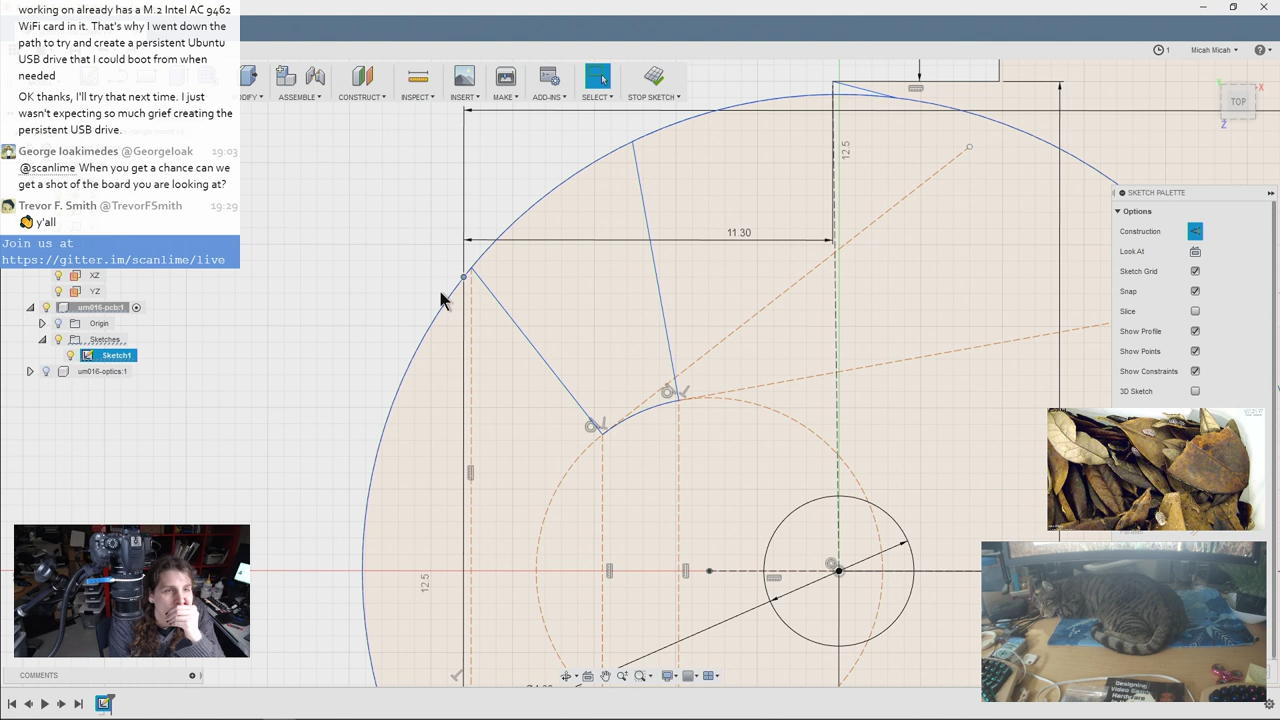 working on already has a M.2 Intel AC 9462
WiFi card in it. That's why I went down the
path to try and create a persistent Ubuntu
USB drive that I could boot from when
needed
OK thanks, I'll try that next time. I just
wasn't expecting so much grief creating the
persistent USB drive.
George Ioakimedes @GeorgeIoak 19:03
@scanlime When you get a chance can we
get a shot of the board you are looking at?
Trevor F. Smith @TrevorFSmith 19:29
y'all
Join us at
https://gitter.im/scanlime/live
1 Micah Micah
ODIFY ASSEMBLE CONSTRUCT INSPECT INSERT MAKE ADD-INS SELECT STOP SKETCH
TOP
X
Z
12.5
11.30
12.5
XZ
YZ
um016-pcb:1
Origin
Sketches
Sketch1
um016-optics:1
SKETCH PALETTE
Options
Construction
Look At
Sketch Grid
Snap
Slice
Show Profile
Show Points
Show Constraints
3D Sketch
Designing
Video Game
Hardware
COMMENTS